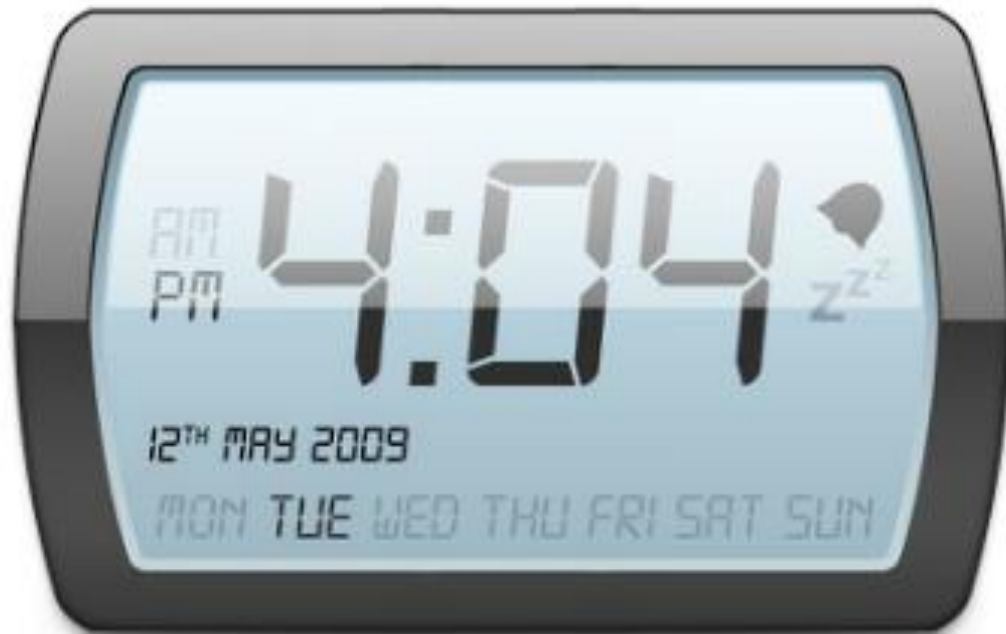 4:04
AM
PM
zzz
12TH MAY 2009
MON TUE WED THU FRI SAT SUN